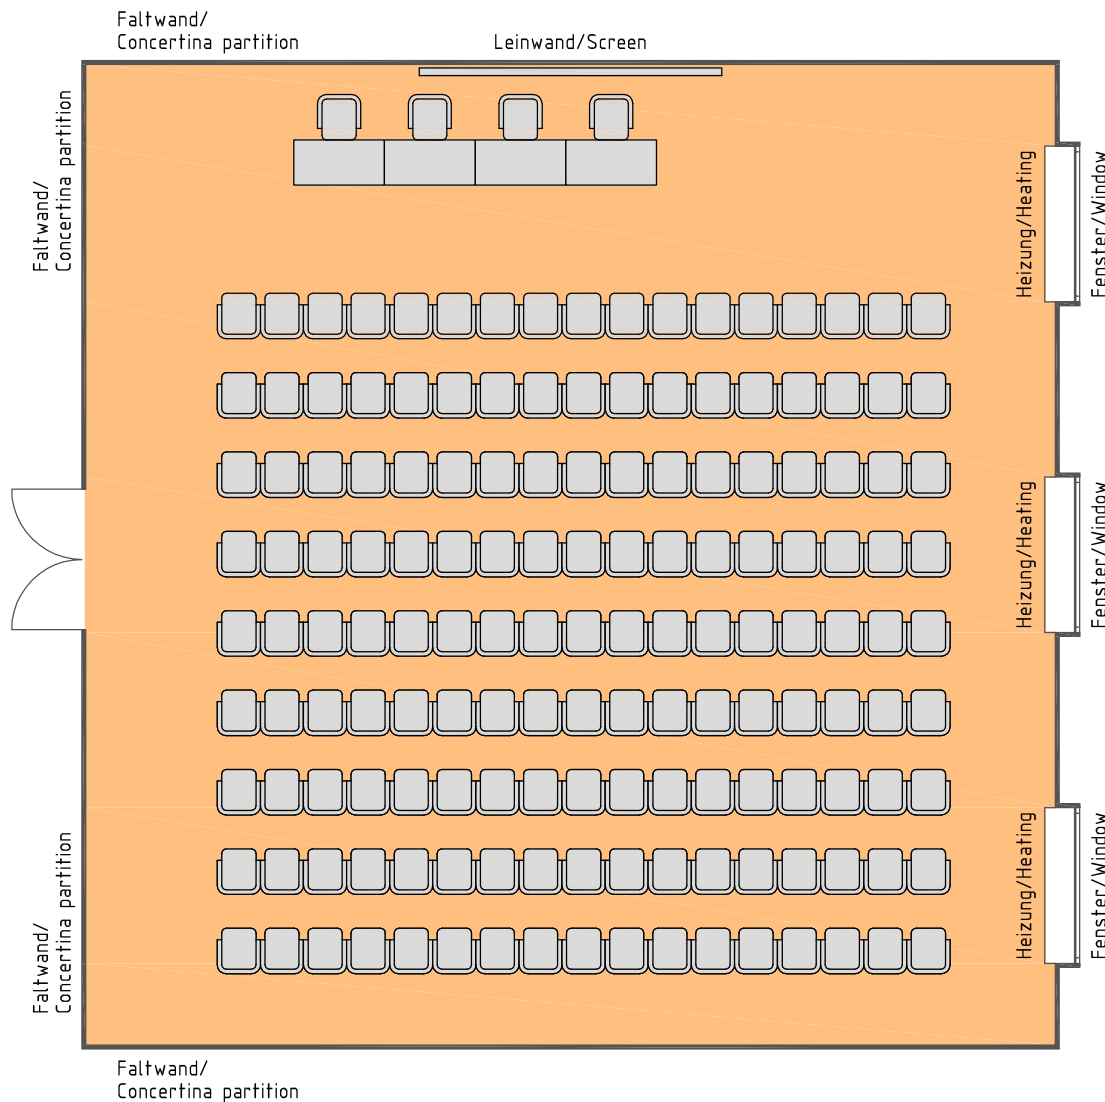 Faltwand/
Concertina partition
Leinwand/Screen
Faltwand/
Concertina partition
Heizung/Heating
Fenster/Window
Heizung/Heating
Fenster/Window
Faltwand/
Concertina partition
Heizung/Heating
Fenster/Window
Faltwand/
Concertina partition